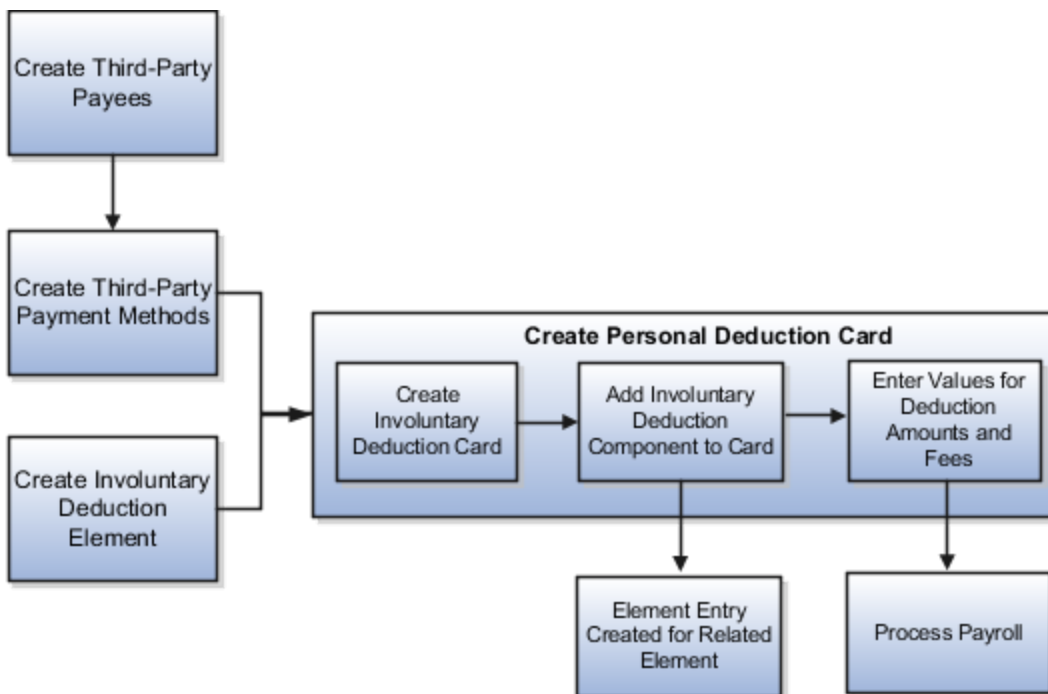 Create Third-Party
Payees
Create Third-Party
Payment Methods
Create Involuntary
Deduction
Element
Create Personal Deduction Card
Create
Involuntary
Deduction Card
Add Involuntary
Deduction
Component to Card
Enter Values for
Deduction
Amounts and
Fees
Element Entry
Created for Related
Element
Process Payroll